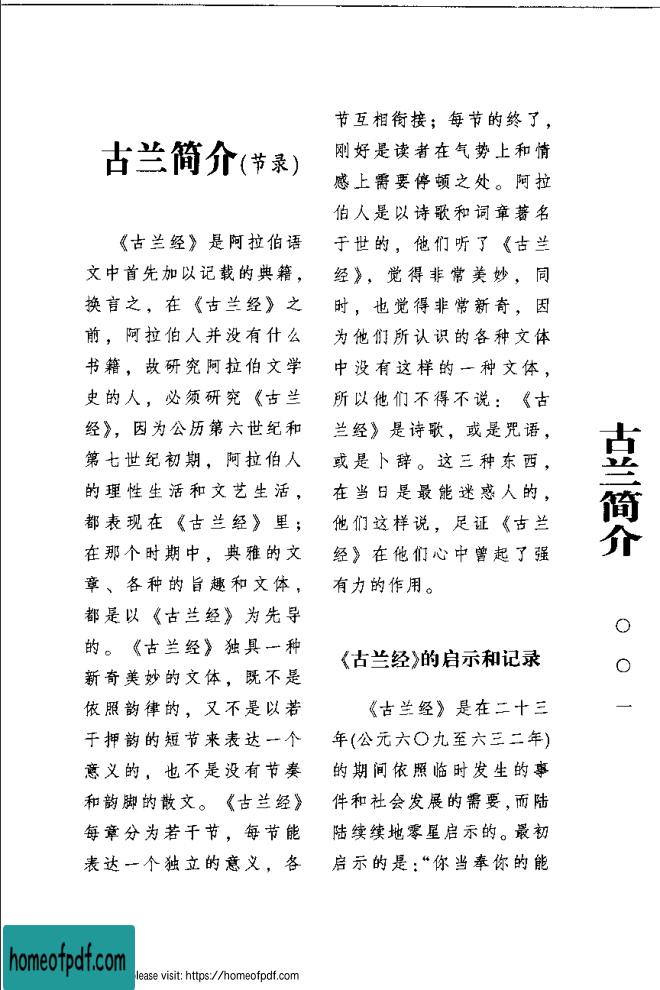 古兰简介(节录)
《古兰经》是阿拉伯语
文中首先加以记载的典籍，
换言之，在《古兰经》之
前，阿拉伯人并没有什么
书籍，故研究阿拉伯文学
史的人，必须研究《古兰
经》，因为公历第六世纪和
第七世纪初期，阿拉伯人
的理性生活和文艺生活，
都表现在《古兰经》里；
在那个时期中，典雅的文
章、各种的旨趣和文体，
都是以《古兰经》为先导
的。《古兰经》独具一种
新奇美妙的文体，既不是
依照韵律的，又不是以若
干押韵的短节来表达一个
意义的，也不是没有节奏
和韵脚的散文。《古兰经》
每章分为若干节，每节能
表达一个独立的意义，各
节互相衔接；每节的终了，
刚好是读者在气势上和情
感上需要停顿之处。阿拉
伯人是以诗歌和词章著名
于世的，他们听了《古兰
经》，觉得非常美妙，同
时，也觉得非常新奇，因
为他们所认识的各种文体
中没有这样的一种文体，
所以他们不得不说：《古
兰经》是诗歌，或是咒语，
或是卜辞。这三种东西，
在当日是最能迷惑人的，
他们这样说，足证《古兰
经》在他们心中曾起了强
有力的作用。
《古兰经》的启示和记录
《古兰经》是在二十三
年(公元六〇九至六三二年)
的期间依照临时发生的事
件和社会发展的需要,而陆
陆续续地零星启示的。最初
启示的是:“你当奉你的能
古兰简介
〇〇一
homeofpdf.com
lease visit: https://homeofpdf.com